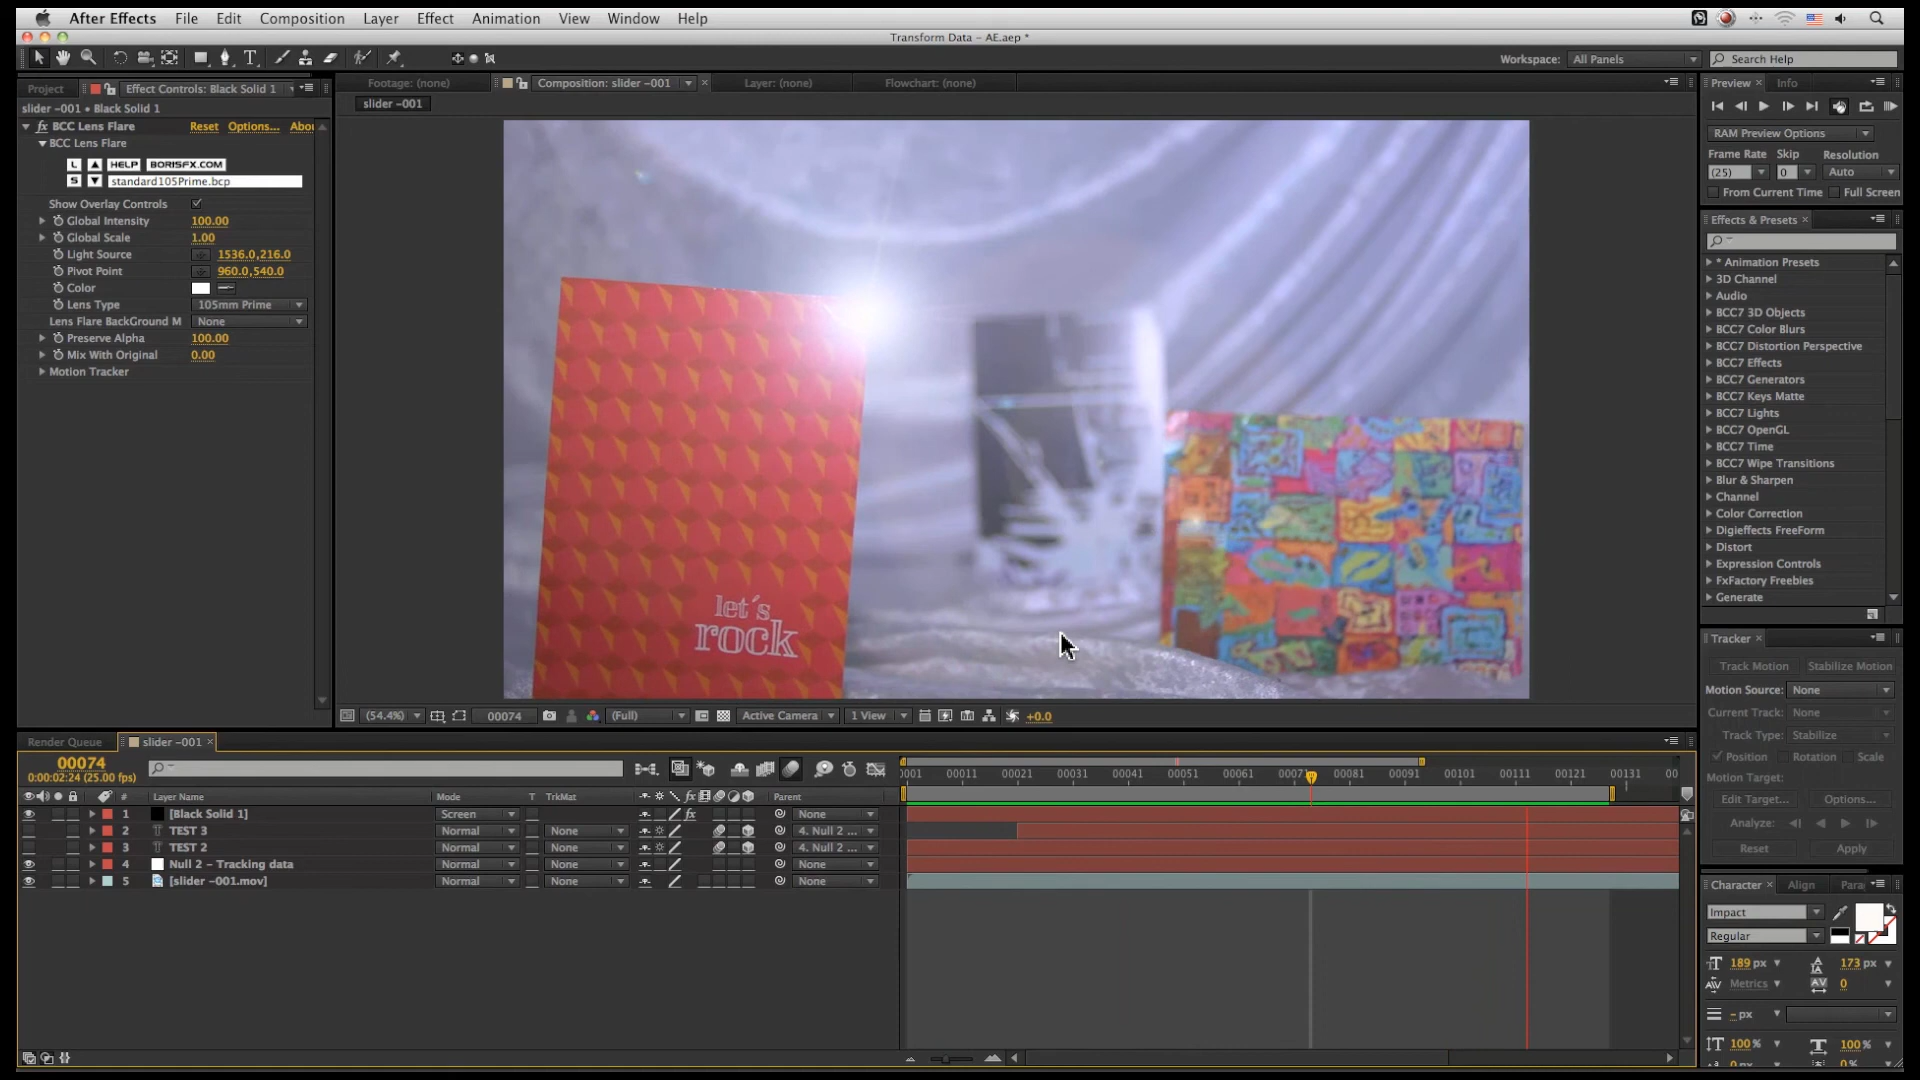 After Effects File Edit Composition Layer Effect Animation View Window Help
Transform Data - AE.aep *
Workspace: All Panels Search Help
Project Effect Controls: Black Solid 1
Footage: (none) Composition: slider -001 Layer: (none) Flowchart: (none)
slider -001 • Black Solid 1
slider -001
BCC Lens Flare Reset Options... Abou
BCC Lens Flare
L HELP BORISFX.COM
S standard105Prime.bcp
Show Overlay Controls
Global Intensity 100.00
Global Scale 1.00
Light Source 1536.0,216.0
Pivot Point 960.0,540.0
Color
Lens Type 105mm Prime
Lens Flare BackGround M None
Preserve Alpha 100.00
Mix With Original 0.00
Motion Tracker
let's
rock
(54.4%) 00074 (Full) Active Camera 1 View +0.0
Preview Info
RAM Preview Options
Frame Rate Skip Resolution
(25) 0 Auto
From Current Time Full Screen
Effects & Presets
* Animation Presets
3D Channel
Audio
BCC7 3D Objects
BCC7 Color Blurs
BCC7 Distortion Perspective
BCC7 Effects
BCC7 Generators
BCC7 Keys Matte
BCC7 Lights
BCC7 OpenGL
BCC7 Time
BCC7 Wipe Transitions
Blur & Sharpen
Channel
Color Correction
Digieffects FreeForm
Distort
Expression Controls
FxFactory Freebies
Generate
Tracker
Track Motion Stabilize Motion
Motion Source: None
Current Track: None
Track Type: Stabilize
Position Rotation Scale
Motion Target:
Edit Target... Options...
Analyze:
Reset Apply
Character Align Para
Impact
Regular
189 px 173 px
Metrics 0
- px
100 % 100 %
Render Queue slider -001
00074
0:00:02:24 (25.00 fps)
0001 00011 00021 00031 00041 00051 00061 0007 00081 00091 00101 00111 00121 00131 00
# Layer Name Mode T TrkMat Parent
1 [Black Solid 1] Screen None
2 TEST 3 Normal None 4. Null 2 ...
3 TEST 2 Normal None 4. Null 2 ...
4 Null 2 - Tracking data Normal None None
5 [slider -001.mov] Normal None None